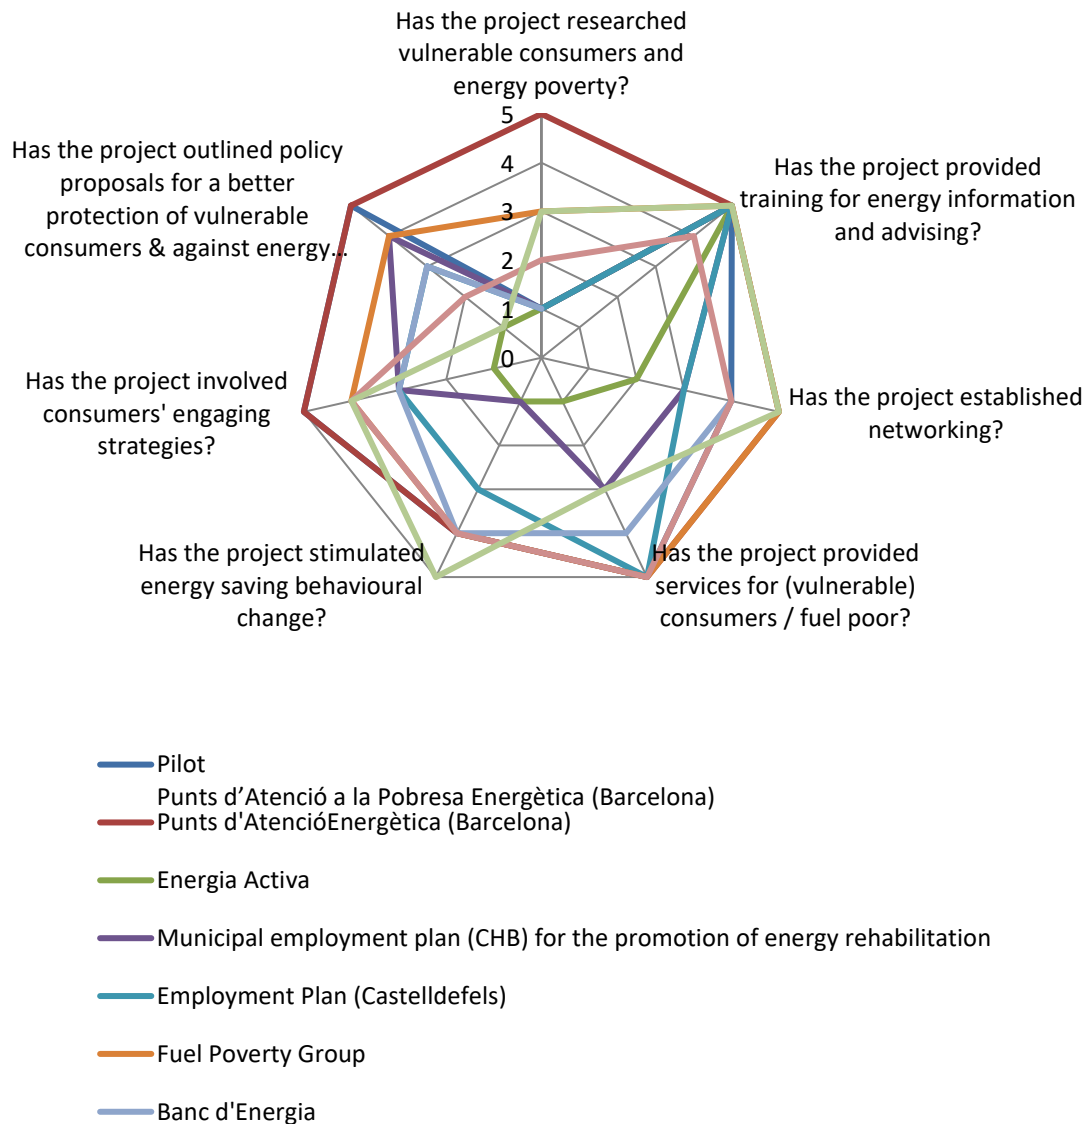 Has the project researched
vulnerable consumers and
energy poverty?
5
4
3
2
1
0
Has the project provided
training for energy information
and advising?
Has the project established
networking?
Has the project provided
services for (vulnerable)
consumers / fuel poor?
Has the project stimulated
energy saving behavioural
change?
Has the project involved
consumers' engaging
strategies?
Has the project outlined policy
proposals for a better
protection of vulnerable
consumers & against energy…
Pilot
Punts d’Atenció a la Pobresa Energètica (Barcelona)
Punts d'AtencióEnergètica (Barcelona)
Energia Activa
Municipal employment plan (CHB) for the promotion of energy rehabilitation
Employment Plan (Castelldefels)
Fuel Poverty Group
Banc d'Energia